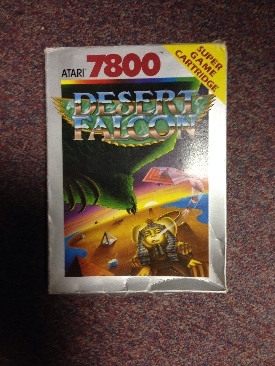 ATARI 7800
SUPER
GAME
CARTRIDGE
DESERT
FALCON